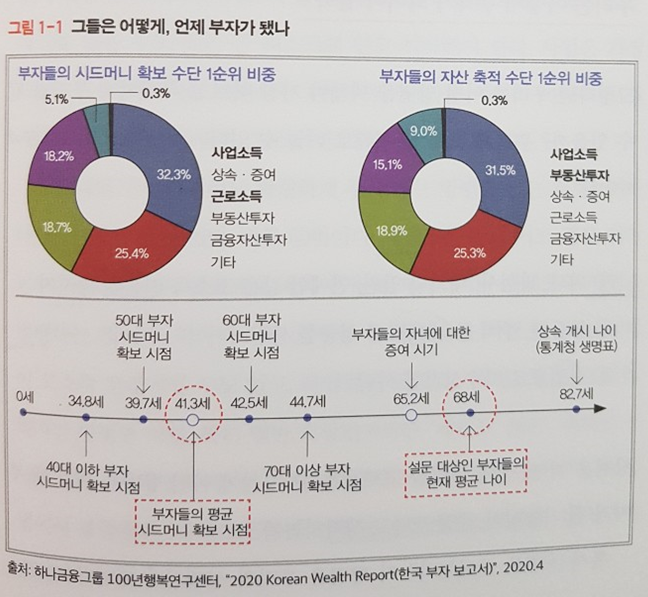 그림 1-1 그들은 어떻게, 언제 부자가 됐나
부자들의 시드머니 확보 수단 1순위 비중
5.1%
0.3%
18.2%
32.3%
18.7%
25.4%
사업소득
상속 · 증여
근로소득
부동산투자
금융자산투자
기타
부자들의 자산 축적 수단 1순위 비중
0.3%
9.0%
15.1%
31.5%
18.9%
25.3%
사업소득
부동산투자
상속 · 증여
근로소득
금융자산투자
기타
50대 부자
시드머니
확보 시점
60대 부자
시드머니
확보 시점
부자들의 자녀에 대한
증여 시기
상속 개시 나이
(통계청 생명표)
0세
34.8세
39.7세
41.3세
42.5세
44.7세
65.2세
68세
82.7세
40대 이하 부자
시드머니 확보 시점
부자들의 평균
시드머니 확보 시점
70대 이상 부자
시드머니 확보 시점
설문 대상인 부자들의
현재 평균 나이
출처: 하나금융그룹 100년행복연구센터, "2020 Korean Wealth Report(한국 부자 보고서)", 2020.4